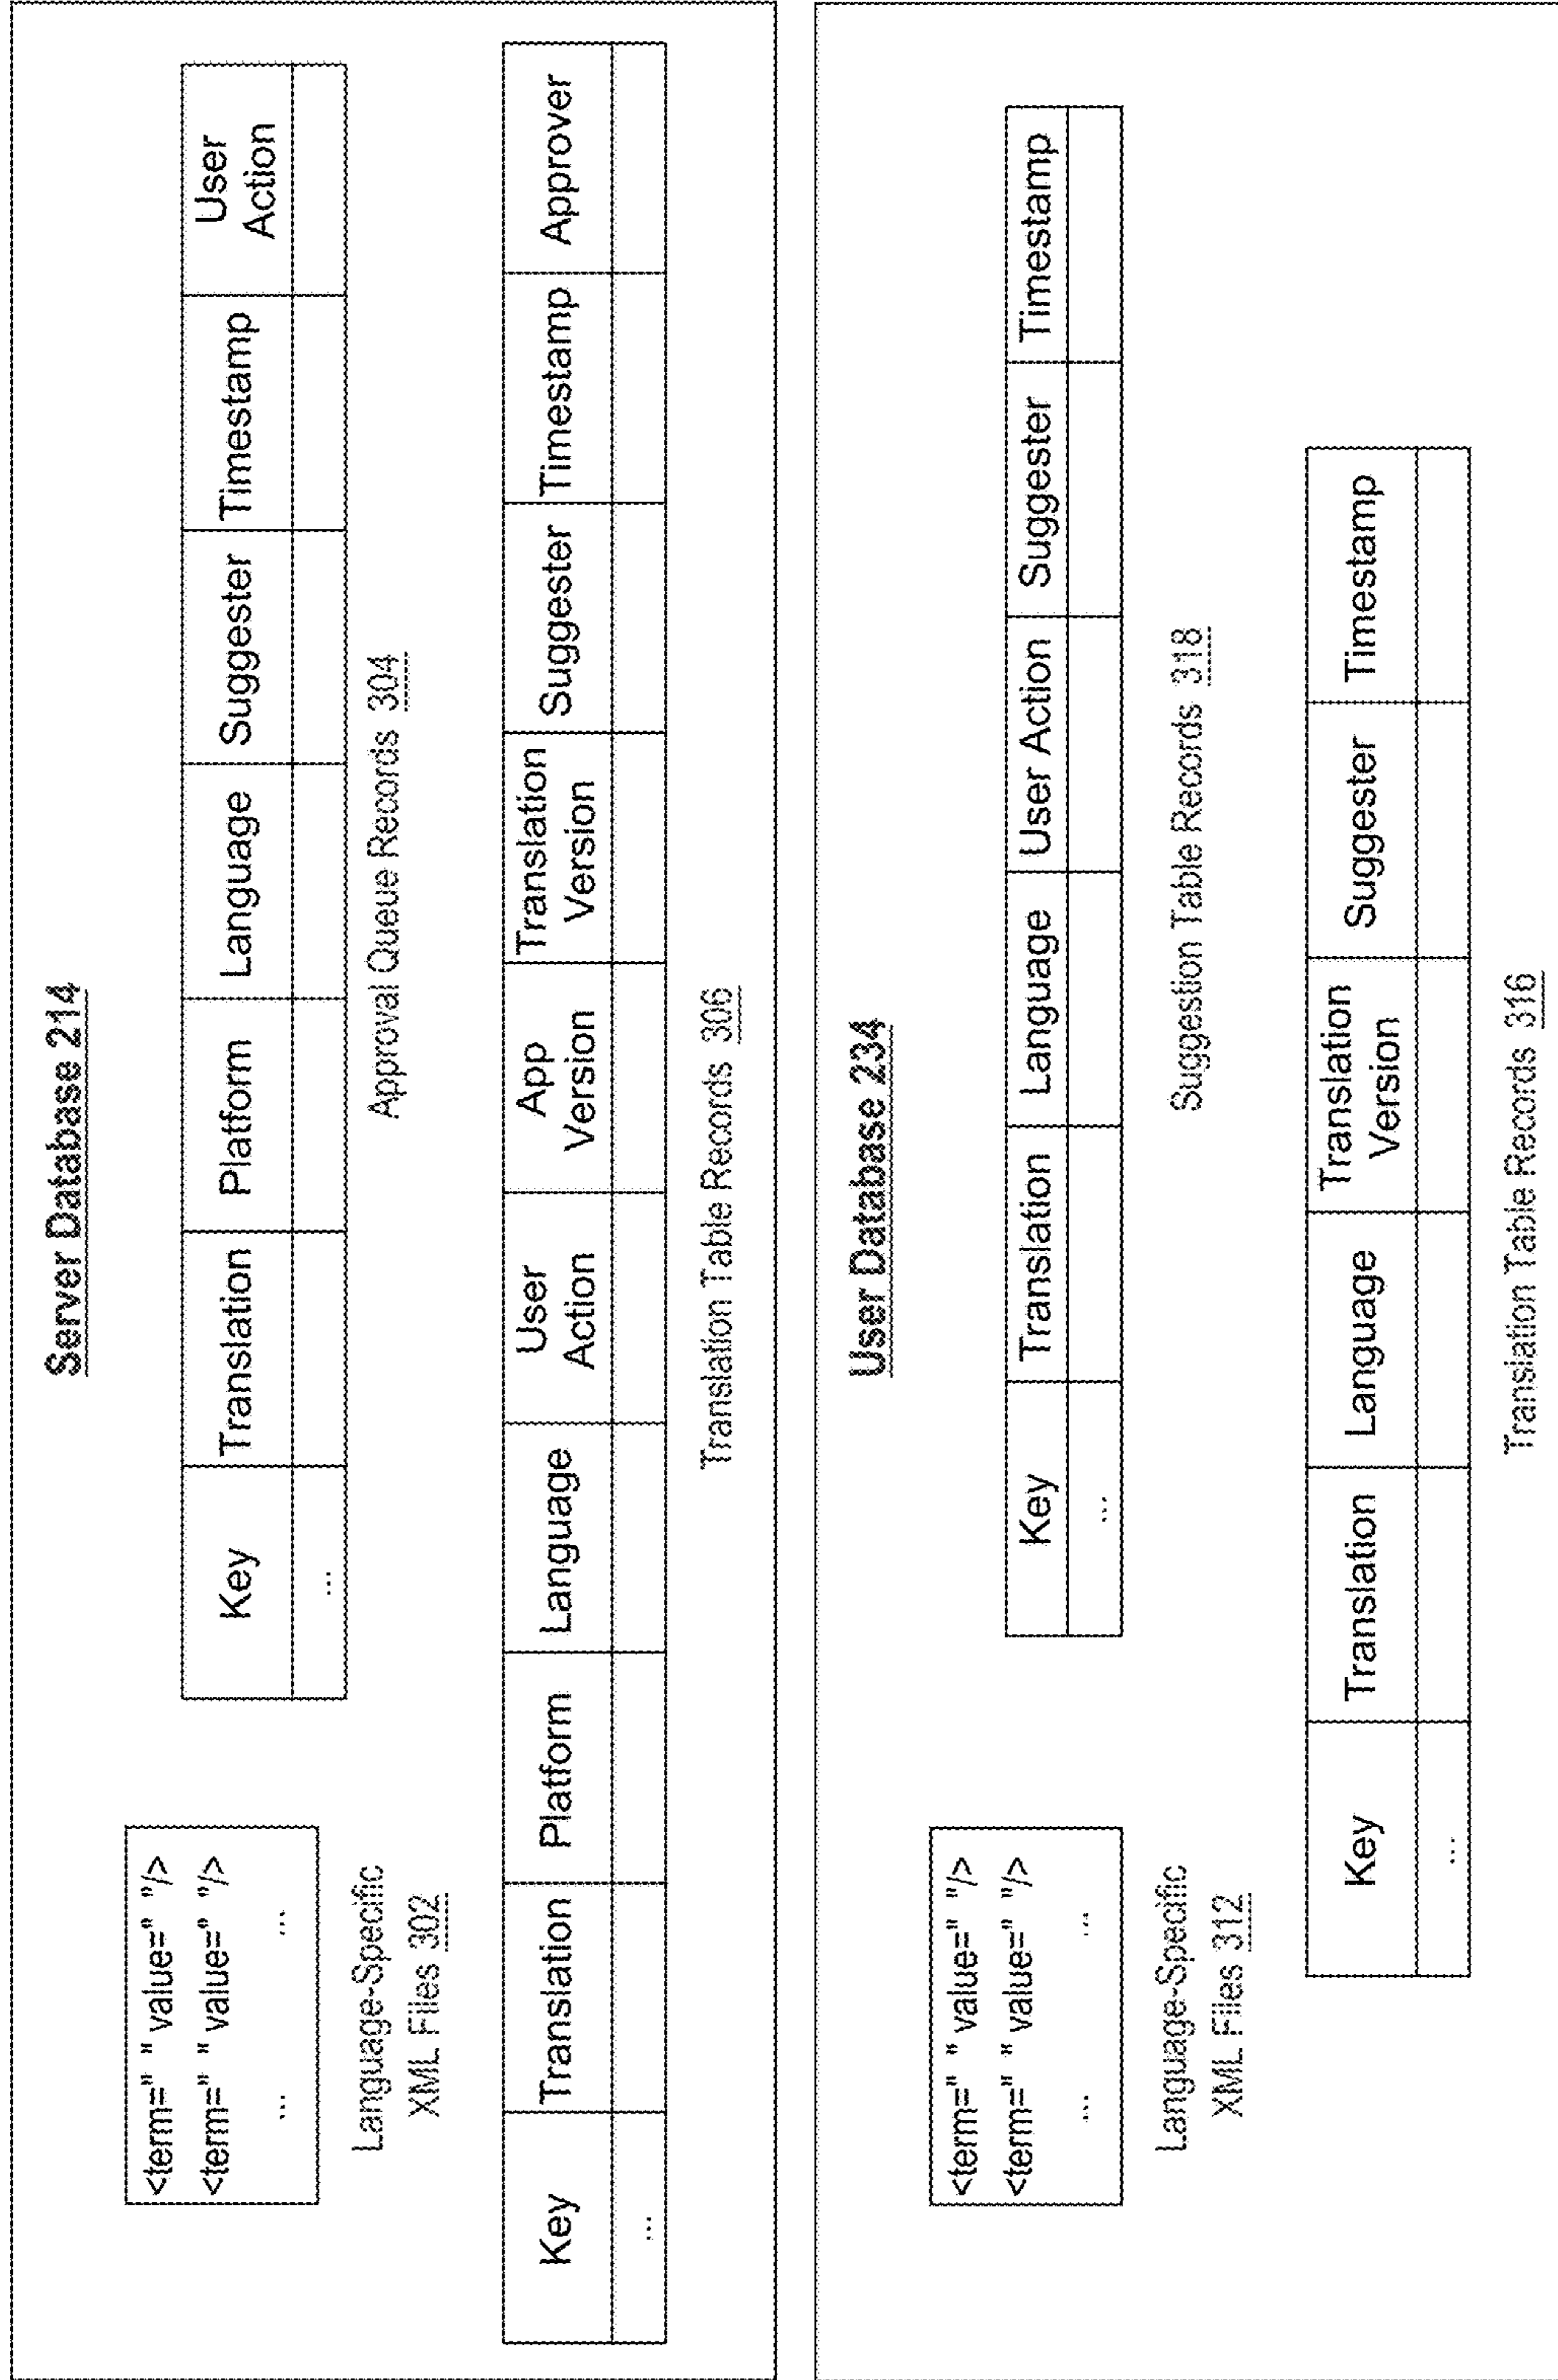 Server Database 214
<term=" " value=" "/>
<term=" " value=" "/>
... ...
Language-Specific
XML Files 302
Key Translation Platform Language Suggester Timestamp User
Action
...
Approval Queue Records 304
Key Translation Platform Language User
Action App
Version Translation
Version Suggester Timestamp Approver
...
Translation Table Records 306
User Database 234
<term=" " value=" "/>
<term=" " value=" "/>
... ...
Language-Specific
XML Files 312
Key Translation Language User Action Suggester Timestamp
...
Suggestion Table Records 318
Key Translation Language Translation
Version Suggester Timestamp
...
Translation Table Records 316